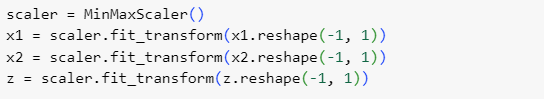 scaler = MinMaxScaler()
x1 = scaler.fit_transform(x1.reshape(-1, 1))
x2 = scaler.fit_transform(x2.reshape(-1, 1))
z = scaler.fit_transform(z.reshape(-1, 1))